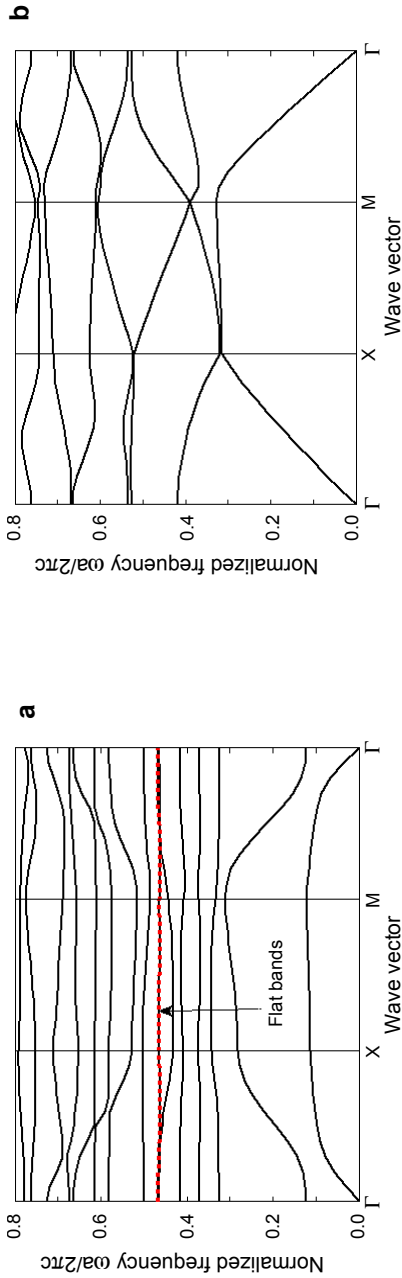 a
Normalized frequency ωa/2πc
0.8
0.6
0.4
0.2
0.0
Flat bands
Γ X M Γ
Wave vector
b
Normalized frequency ωa/2πc
0.8
0.6
0.4
0.2
0.0
Γ X M Γ
Wave vector